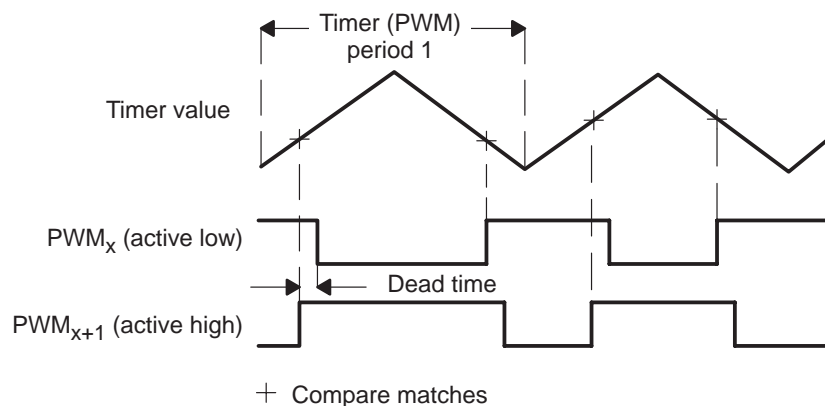 Timer (PWM)
period 1
Timer value
PWMx (active low)
Dead time
PWMx+1 (active high)
Compare matches